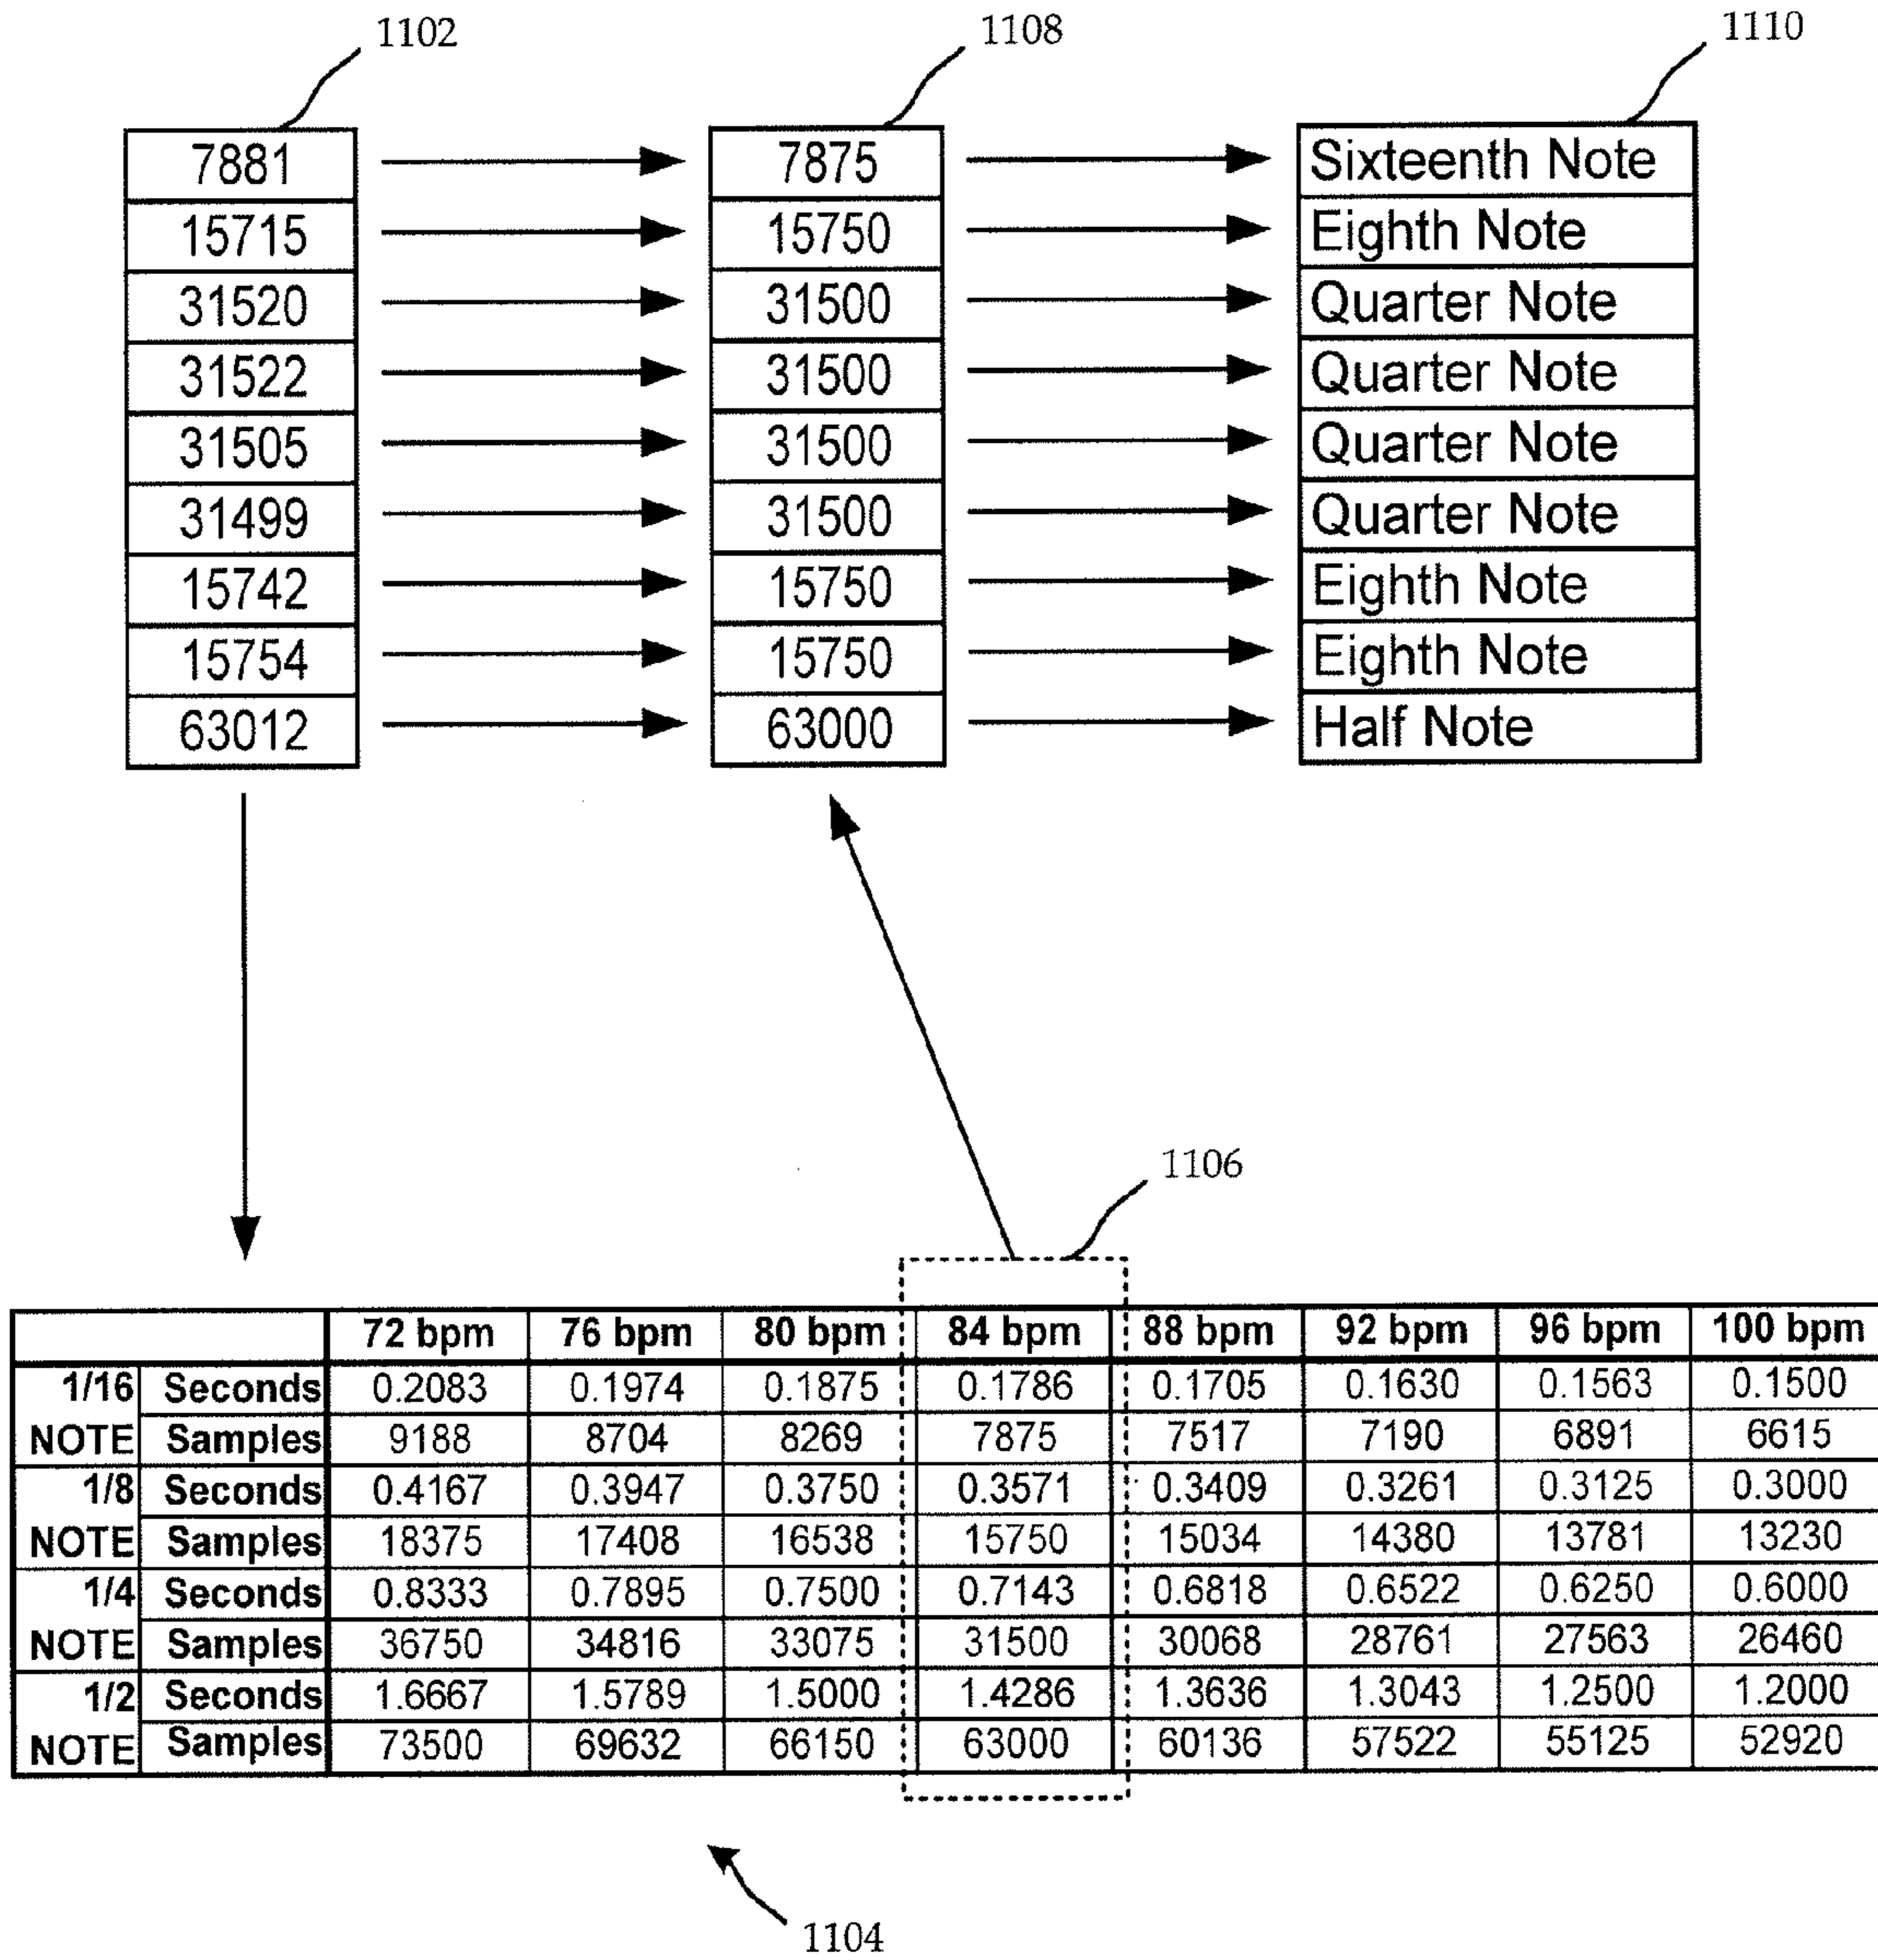 1102 1108 1110
7881 7875 Sixteenth Note
15715 15750 Eighth Note
31520 31500 Quarter Note
31522 31500 Quarter Note
31505 31500 Quarter Note
31499 31500 Quarter Note
15742 15750 Eighth Note
15754 15750 Eighth Note
63012 63000 Half Note
1106
72 bpm 76 bpm 80 bpm 84 bpm 88 bpm 92 bpm 96 bpm 100 bpm
1/16 Seconds 0.2083 0.1974 0.1875 0.1786 0.1705 0.1630 0.1563 0.1500
NOTE Samples 9188 8704 8269 7875 7517 7190 6891 6615
1/8 Seconds 0.4167 0.3947 0.3750 0.3571 0.3409 0.3261 0.3125 0.3000
NOTE Samples 18375 17408 16538 15750 15034 14380 13781 13230
1/4 Seconds 0.8333 0.7895 0.7500 0.7143 0.6818 0.6522 0.6250 0.6000
NOTE Samples 36750 34816 33075 31500 30068 28761 27563 26460
1/2 Seconds 1.6667 1.5789 1.5000 1.4286 1.3636 1.3043 1.2500 1.2000
NOTE Samples 73500 69632 66150 63000 60136 57522 55125 52920
1104